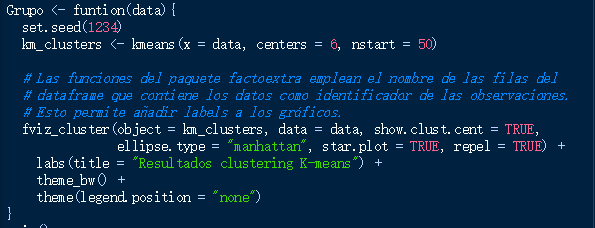 Grupo <- funtion(data){
  set.seed(1234)
  km_clusters <- kmeans(x = data, centers = 6, nstart = 50)
  # Las funciones del paquete factoextra emplean el nombre de las filas del
  # dataframe que contiene los datos como identificador de las observaciones.
  # Esto permite añadir labels a los gráficos.
  fviz_cluster(object = km_clusters, data = data, show.clust.cent = TRUE,
               ellipse.type = "manhattan", star.plot = TRUE, repel = TRUE) +
    labs(title = "Resultados clustering K-means") +
    theme_bw() +
    theme(legend.position = "none")
}